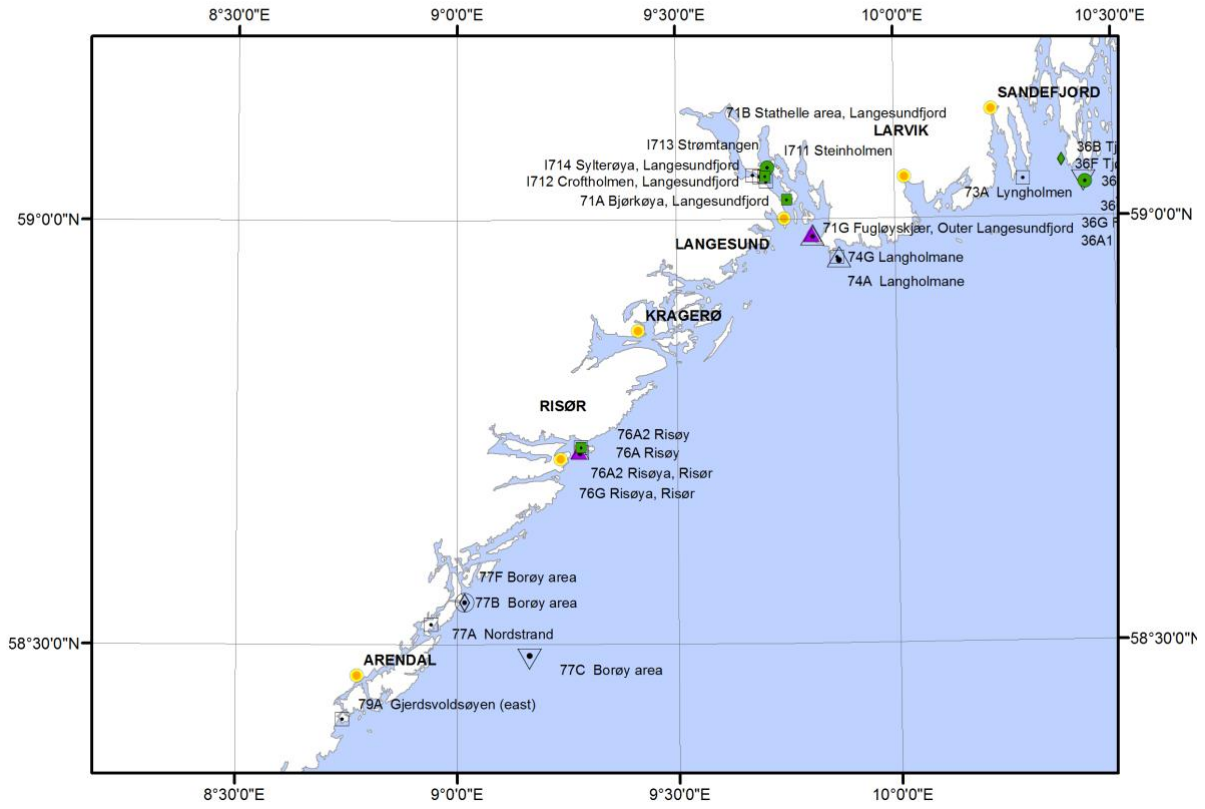 8°30'0"E 9°0'0"E 9°30'0"E 10°0'0"E 10°30'0"E
SANDEFJORD
71B Stathelle area, Langesundfjord
LARVIK
I713 Strømtangen
I711 Steinholmen
36B Tj
I714 Sylterøya, Langesundfjord
36F Tjø
I712 Croftholmen, Langesundfjord
36
73A Lyngholmen
71A Bjørkøya, Langesundfjord
36
59°0'0"N
59°0'0"N
71G Fugløyskjær, Outer Langesundfjord
36G F
LANGESUND
36A1
74G Langholmane
74A Langholmane
KRAGERØ
RISØR
76A2 Risøy
76A Risøy
76A2 Risøya, Risør
76G Risøya, Risør
77F Borøy area
77B Borøy area
77A Nordstrand
58°30'0"N
58°30'0"N
ARENDAL
77C Borøy area
79A Gjerdsvoldsøyen (east)
8°30'0"E 9°0'0"E 9°30'0"E 10°0'0"E